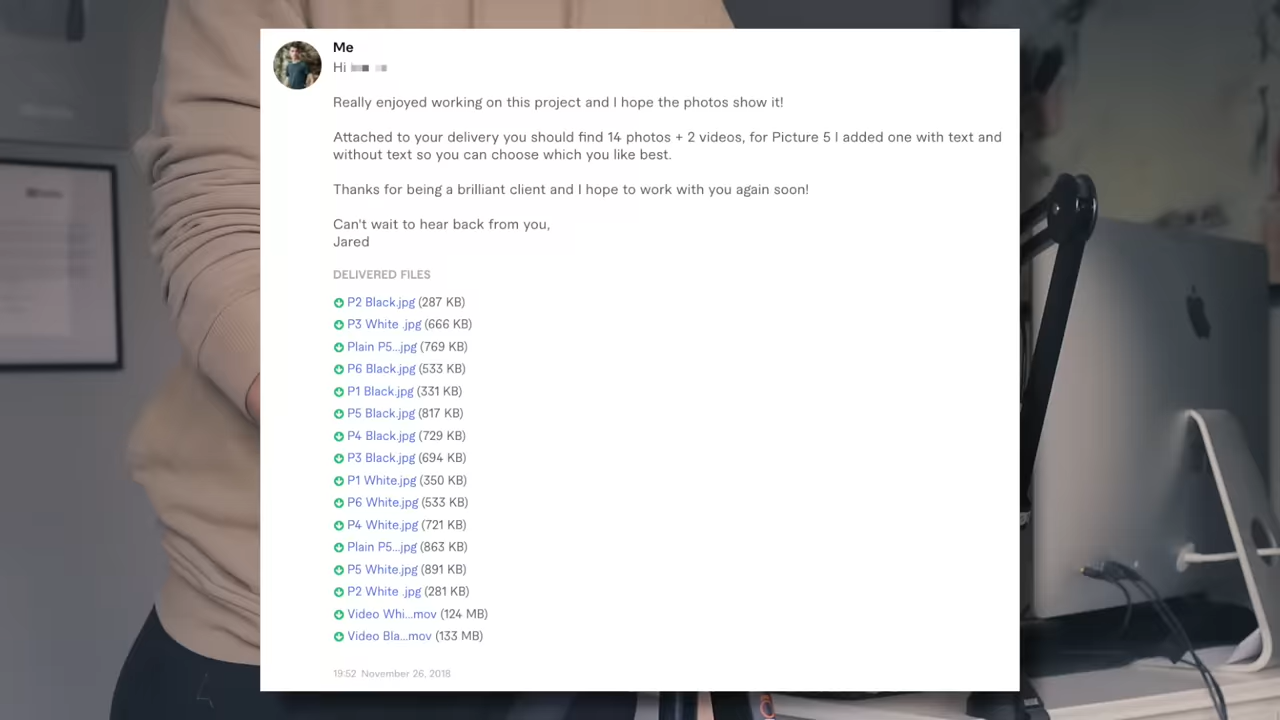 Me
Hi
Really enjoyed working on this project and I hope the photos show it!
Attached to your delivery you should find 14 photos + 2 videos, for Picture 5 I added one with text and
without text so you can choose which you like best.
Thanks for being a brilliant client and I hope to work with you again soon!
Can't wait to hear back from you,
Jared
DELIVERED FILES
P2 Black.jpg (287 KB)
P3 White .jpg (666 KB)
Plain P5...jpg (769 KB)
P6 Black.jpg (533 KB)
P1 Black.jpg (331 KB)
P5 Black.jpg (817 KB)
P4 Black.jpg (729 KB)
P3 Black.jpg (694 KB)
P1 White.jpg (350 KB)
P6 White.jpg (533 KB)
P4 White.jpg (721 KB)
Plain P5...jpg (863 KB)
P5 White.jpg (891 KB)
P2 White .jpg (281 KB)
Video Whi...mov (124 MB)
Video Bla...mov (133 MB)
19:52 November 26, 2018